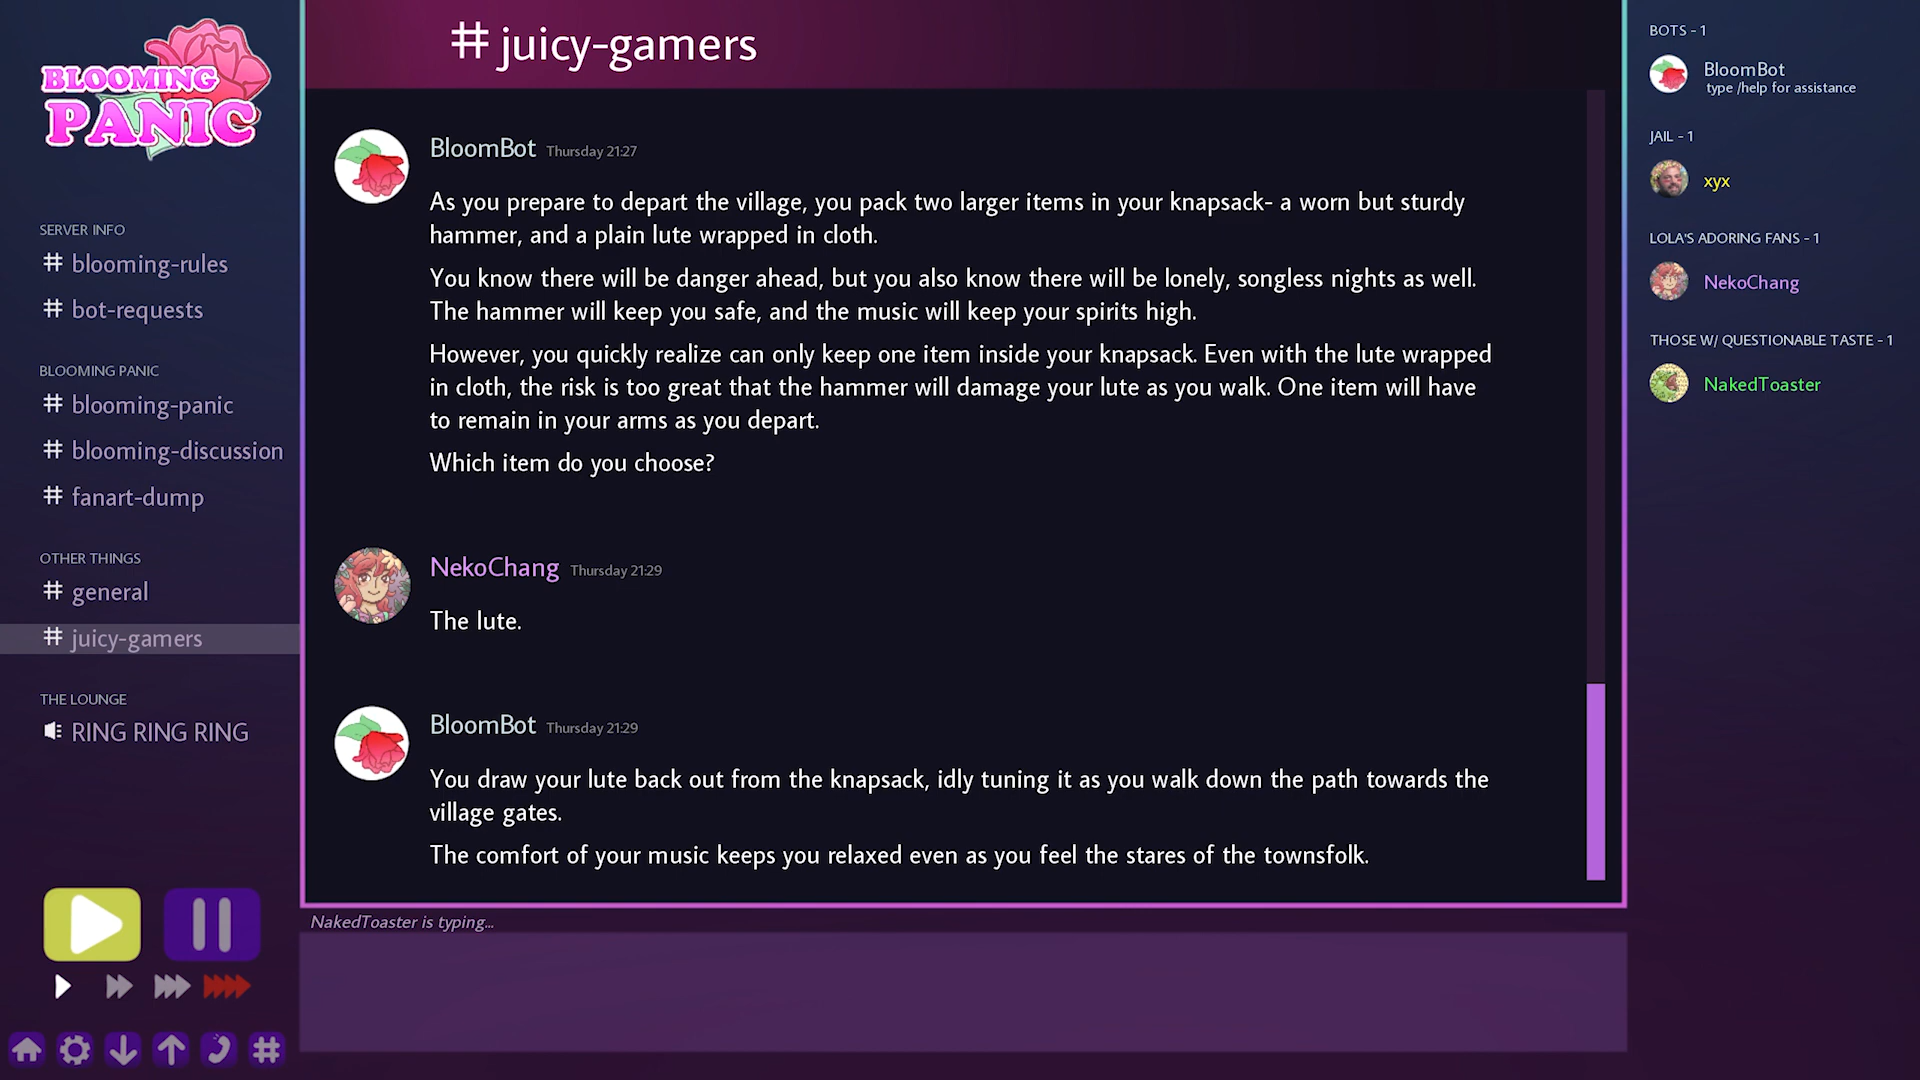 BLOOMING
PANIC
SERVER INFO
# blooming-rules
# bot-requests
BLOOMING PANIC
# blooming-panic
# blooming-discussion
# fanart-dump
OTHER THINGS
# general
# juicy-gamers
THE LOUNGE
RING RING RING
# juicy-gamers
BloomBot Thursday 21:27
As you prepare to depart the village, you pack two larger items in your knapsack- a worn but sturdy
hammer, and a plain lute wrapped in cloth.
You know there will be danger ahead, but you also know there will be lonely, songless nights as well.
The hammer will keep you safe, and the music will keep your spirits high.
However, you quickly realize can only keep one item inside your knapsack. Even with the lute wrapped
in cloth, the risk is too great that the hammer will damage your lute as you walk. One item will have
to remain in your arms as you depart.
Which item do you choose?
NekoChang Thursday 21:29
The lute.
BloomBot Thursday 21:29
You draw your lute back out from the knapsack, idly tuning it as you walk down the path towards the
village gates.
The comfort of your music keeps you relaxed even as you feel the stares of the townsfolk.
NakedToaster is typing...
BOTS - 1
BloomBot
type /help for assistance
JAIL - 1
xyx
LOLA'S ADORING FANS - 1
NekoChang
THOSE W/ QUESTIONABLE TASTE - 1
NakedToaster